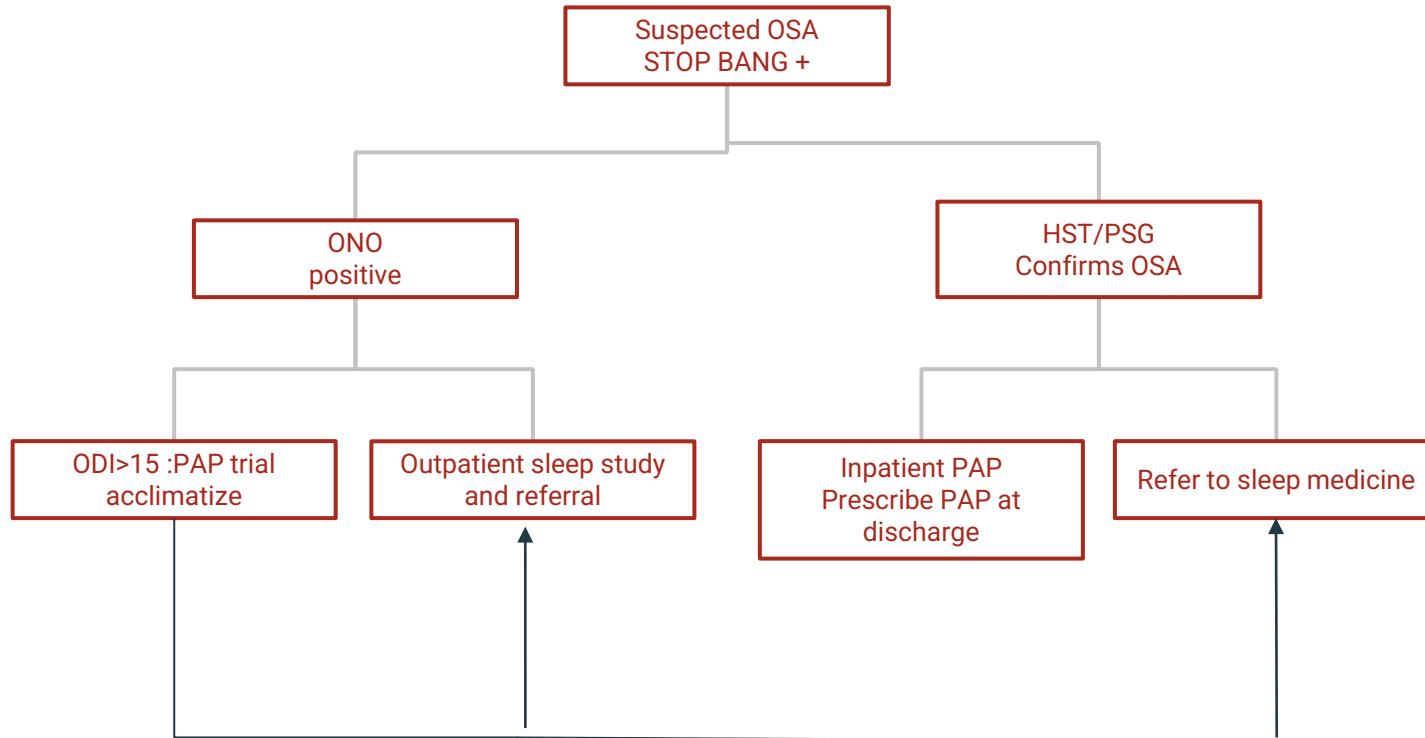 Suspected OSA
STOP BANG +
ONO
positive
HST/PSG
Confirms OSA
ODI>15 :PAP trial
acclimatize
Outpatient sleep study
and referral
Inpatient PAP
Prescribe PAP at
discharge
Refer to sleep medicine